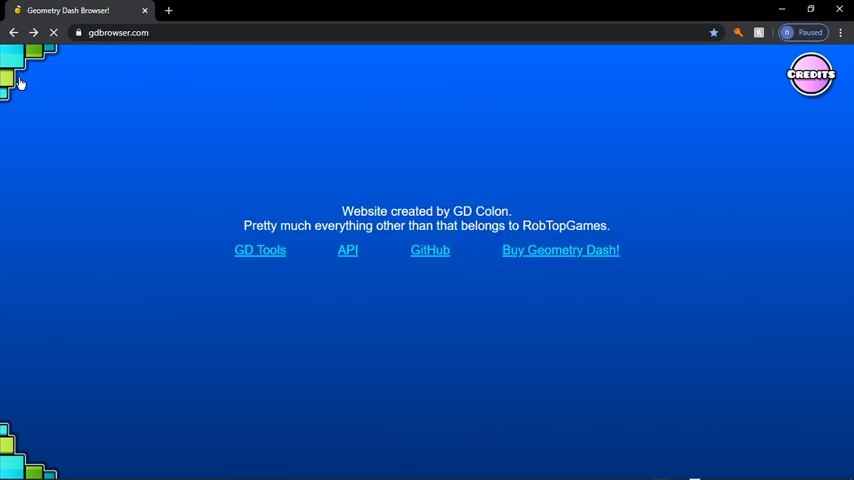 Geometry Dash Browser!
gdbrowser.com
n Paused
CREDITS
Website created by GD Colon.
Pretty much everything other than that belongs to RobTopGames.
GD Tools API GitHub Buy Geometry Dash!